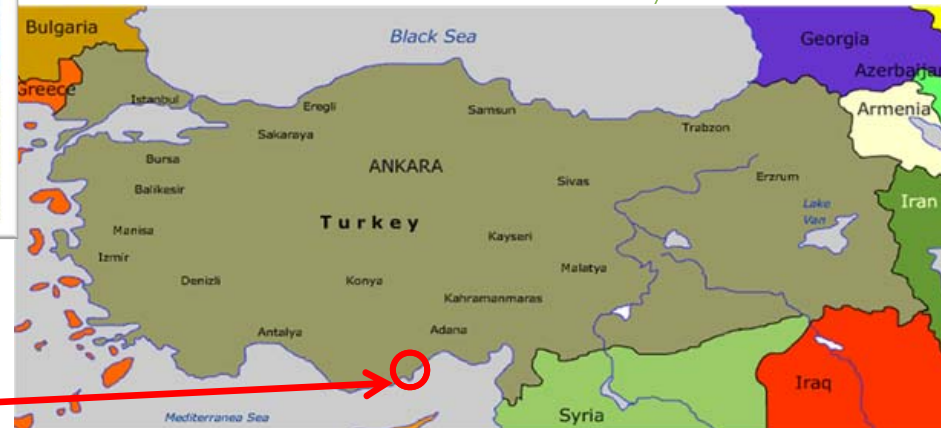 Bulgaria
Black Sea
Georgia
Azerbaijan
Greece
Istanbul
Eregli
Samsun
Armenia
Sakaraya
Trabzon
Bursa
ANKARA
Sivas
Erzrum
Balikesir
Iran
Lake
Van
Turkey
Manisa
Kayseri
Izmir
Malatya
Denizli
Konya
Kahramanmaras
Antalya
Adana
Iraq
Mediterranea Sea
Syria